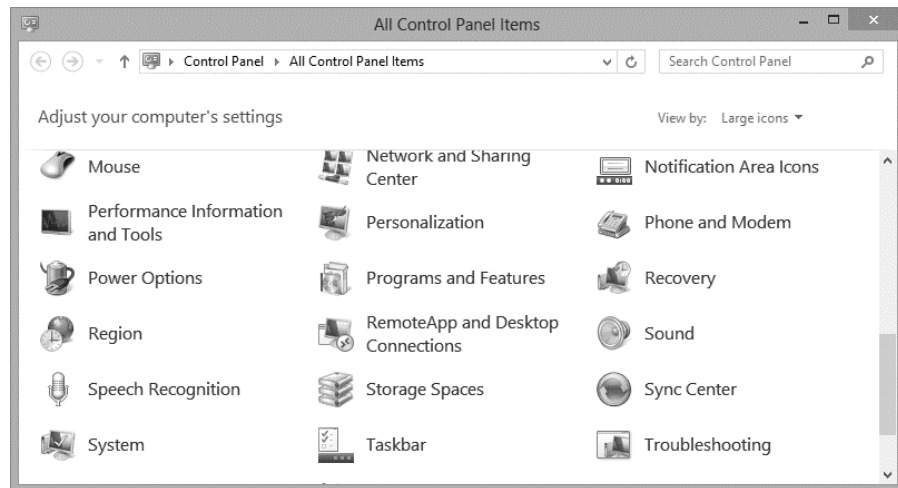 All Control Panel Items
Control Panel All Control Panel Items
Search Control Panel
Adjust your computer's settings
View by: Large icons
Mouse
Network and Sharing
Center
Notification Area Icons
Performance Information
and Tools
Personalization
Phone and Modem
Power Options
Programs and Features
Recovery
Region
RemoteApp and Desktop
Connections
Sound
Speech Recognition
Storage Spaces
Sync Center
System
Taskbar
Troubleshooting